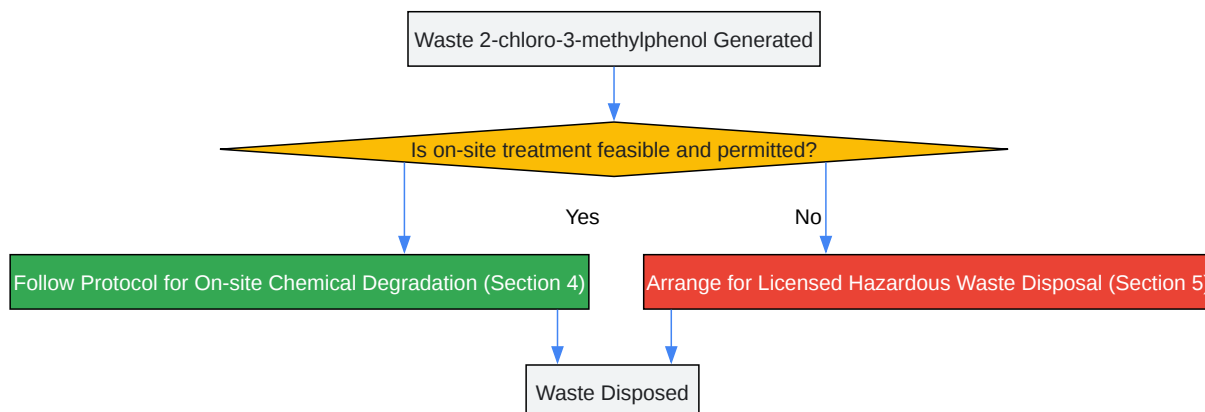 Waste 2-chloro-3-methylphenol Generated
Is on-site treatment feasible and permitted?
Yes
No
Follow Protocol for On-site Chemical Degradation (Section 4)
Arrange for Licensed Hazardous Waste Disposal (Section 5)
Waste Disposed